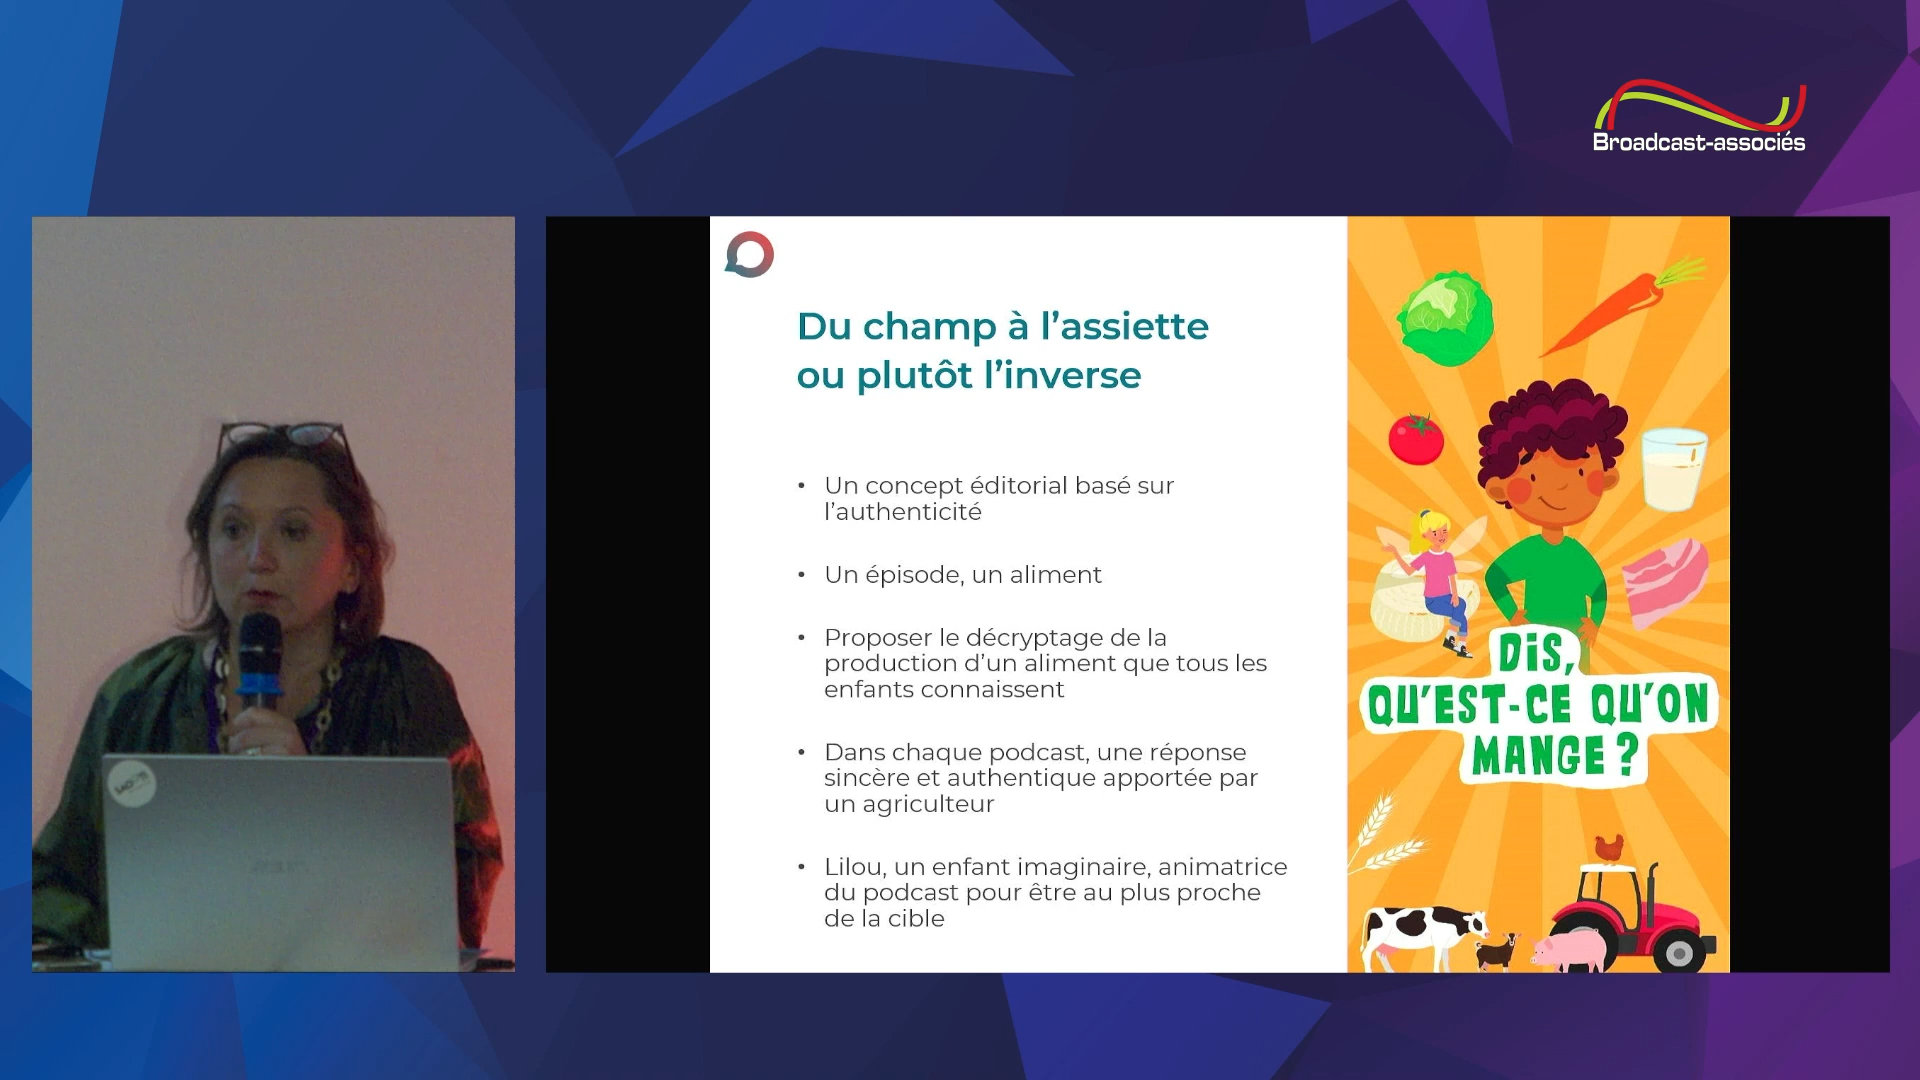 Broadcast-associés
Du champ à l'assiette
ou plutôt l'inverse
• Un concept éditorial basé sur
l'authenticité
• Un épisode, un aliment
• Proposer le décryptage de la
production d'un aliment que tous les
enfants connaissent
• Dans chaque podcast, une réponse
sincère et authentique apportée par
un agriculteur
• Lilou, un enfant imaginaire, animatrice
du podcast pour être au plus proche
de la cible
DiS,
QU'EST-CE QU'ON
MANGE ?